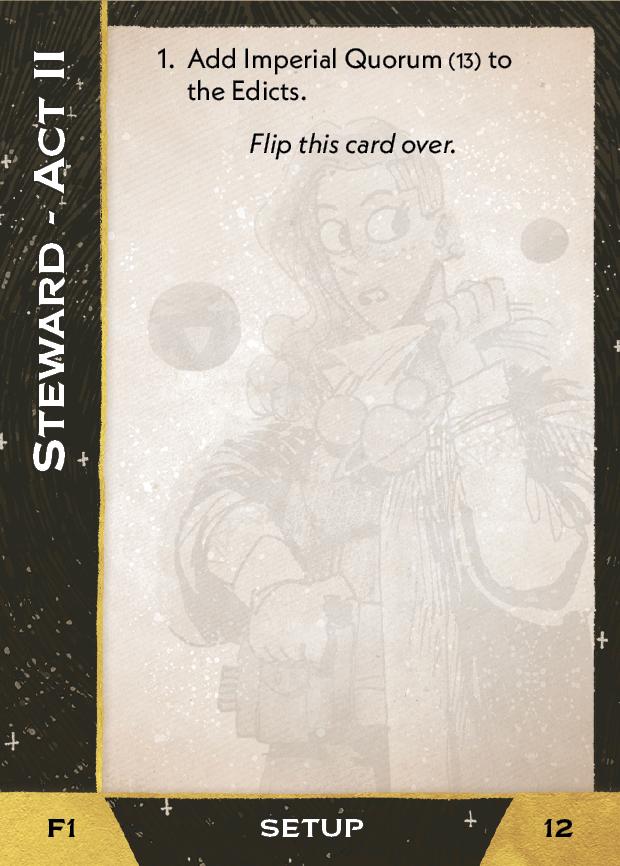 STEWARD - ACT II
1. Add Imperial Quorum (13) to
the Edicts.
Flip this card over.
F1
SETUP
12